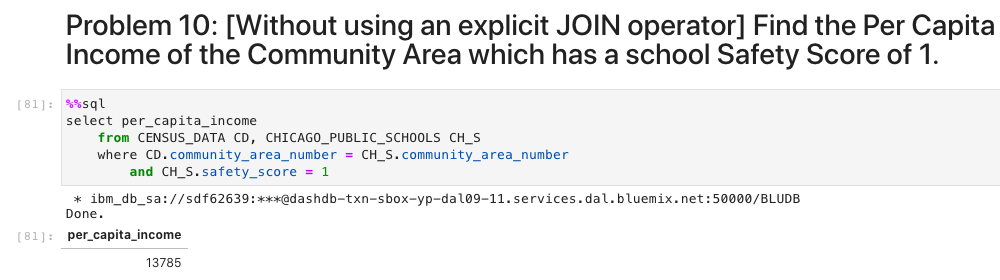 Problem 10: [Without using an explicit JOIN operator] Find the Per Capita
Income of the Community Area which has a school Safety Score of 1.
[81]:
%%sql
select per_capita_income
    from CENSUS_DATA CD, CHICAGO_PUBLIC_SCHOOLS CH_S
    where CD.community_area_number = CH_S.community_area_number
        and CH_S.safety_score = 1
 * ibm_db_sa://sdf62639:***@dashdb-txn-sbox-yp-dal09-11.services.dal.bluemix.net:50000/BLUDB
Done.
[81]:
per_capita_income
13785